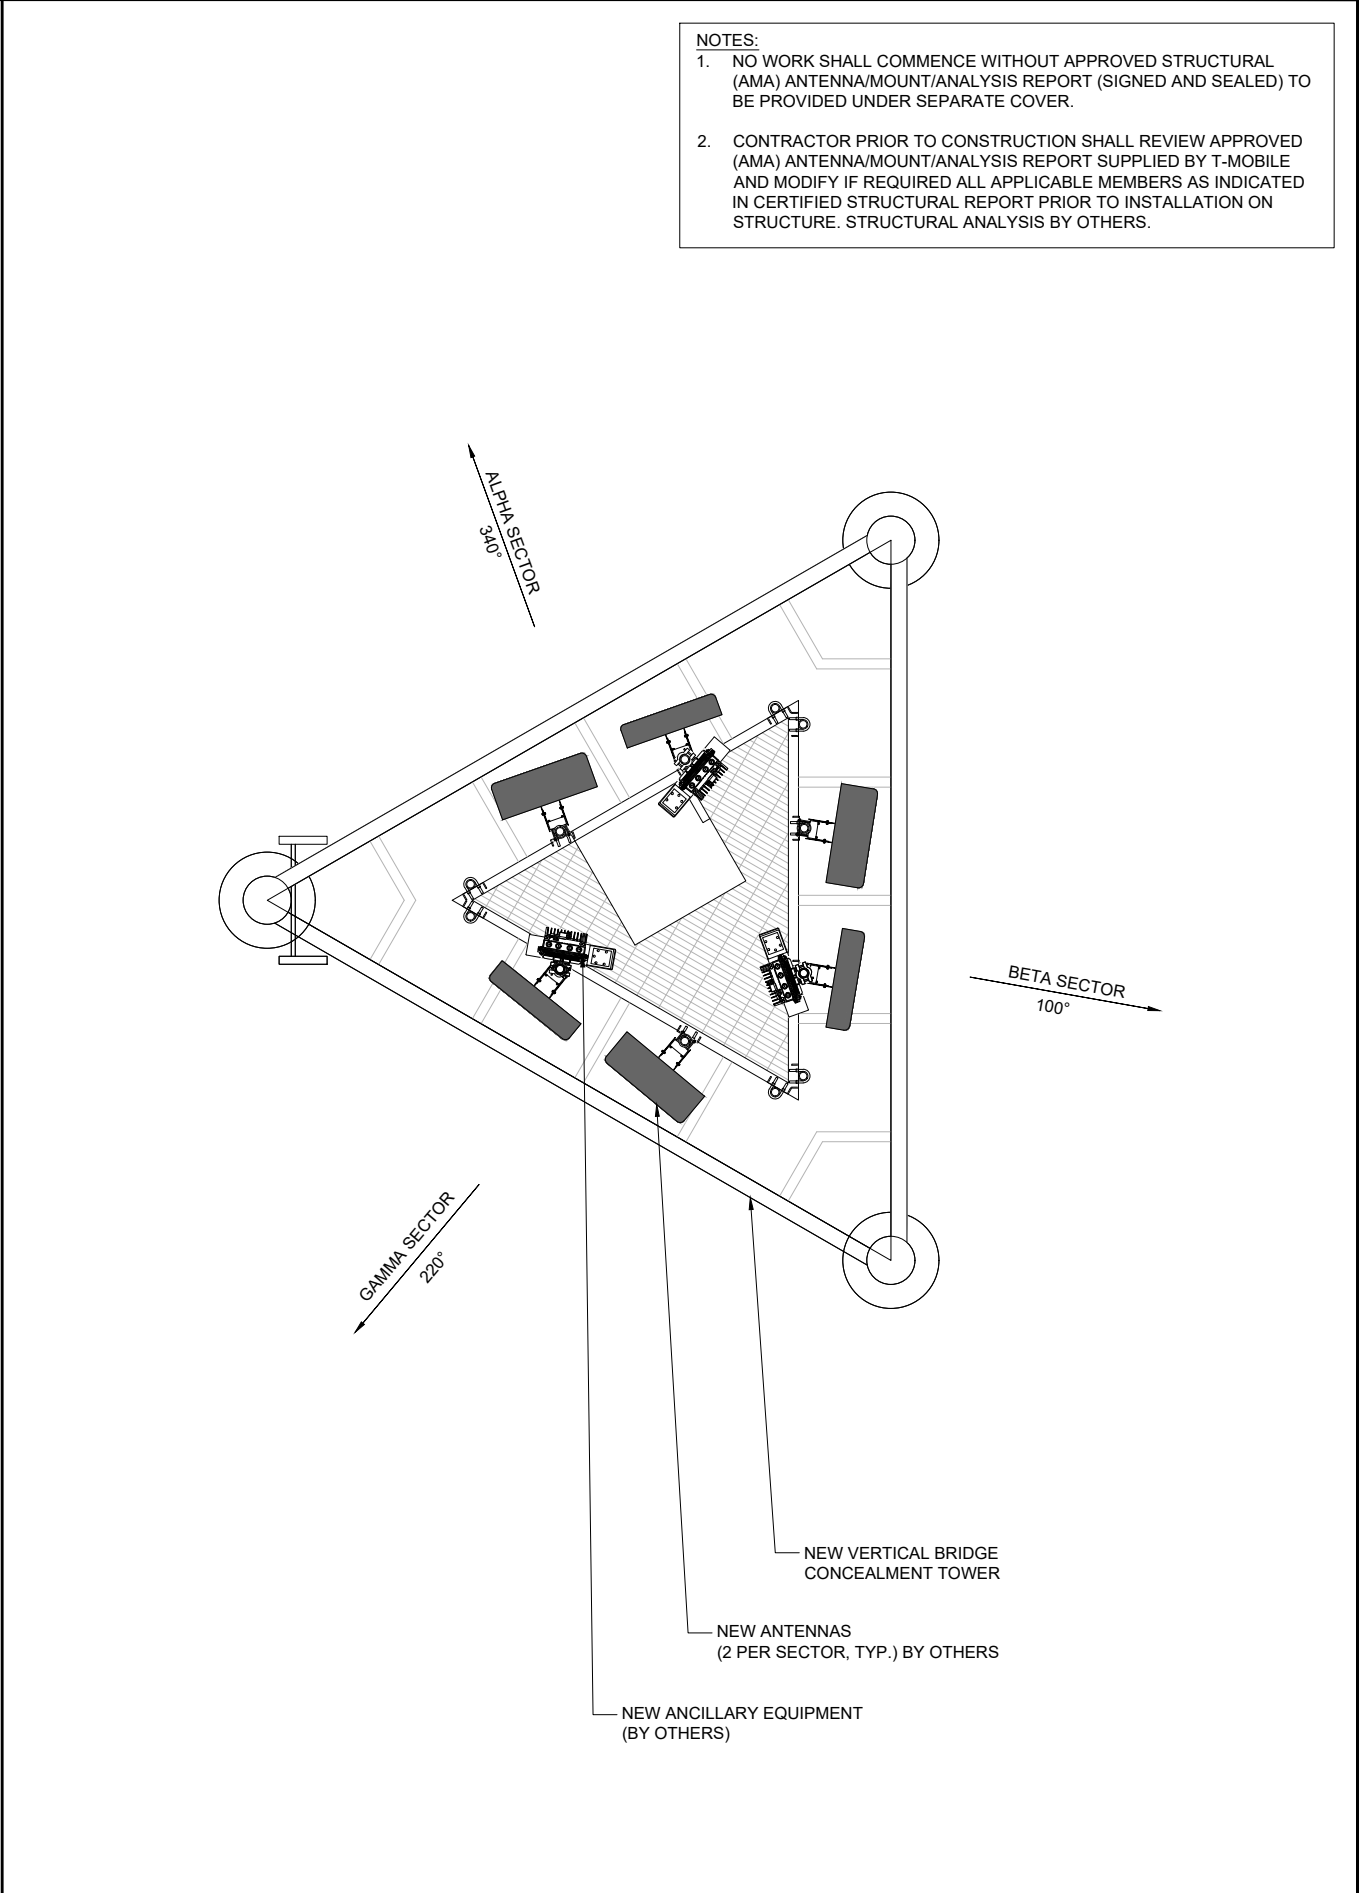 NOTES:
1. NO WORK SHALL COMMENCE WITHOUT APPROVED STRUCTURAL
(AMA) ANTENNA/MOUNT/ANALYSIS REPORT (SIGNED AND SEALED) TO
BE PROVIDED UNDER SEPARATE COVER.
2. CONTRACTOR PRIOR TO CONSTRUCTION SHALL REVIEW APPROVED
(AMA) ANTENNA/MOUNT/ANALYSIS REPORT SUPPLIED BY T-MOBILE
AND MODIFY IF REQUIRED ALL APPLICABLE MEMBERS AS INDICATED
IN CERTIFIED STRUCTURAL REPORT PRIOR TO INSTALLATION ON
STRUCTURE. STRUCTURAL ANALYSIS BY OTHERS.
ALPHA SECTOR
340°
BETA SECTOR
100°
GAMMA SECTOR
220°
NEW VERTICAL BRIDGE
CONCEALMENT TOWER
NEW ANTENNAS
(2 PER SECTOR, TYP.) BY OTHERS
NEW ANCILLARY EQUIPMENT
(BY OTHERS)